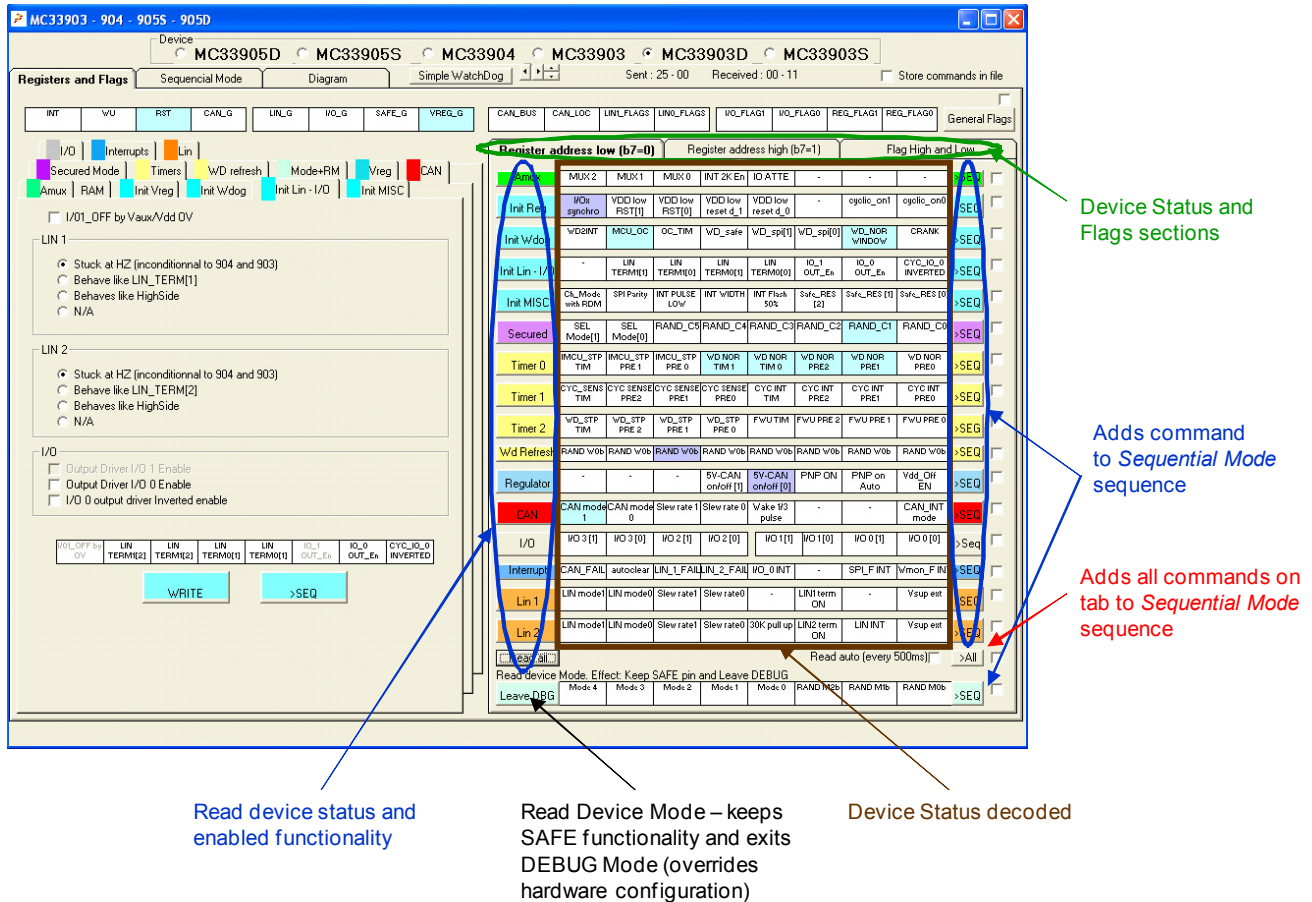 MC33903 - 904 - 905S - 905D
Device
MC33905D MC33905S MC33904 MC33903 MC33903D MC33903S
Registers and Flags Sequencial Mode Diagram Simple WatchDog Sent : 25 - 00 Received : 00 - 11 Store commands in file
INT WU RST CAN_G LIN_G I/O_G SAFE_G VREG_G CAN_BUS CAN_LOC LIN1_FLAGS LIN0_FLAGS I/O_FLAG1 I/O_FLAG0 REG_FLAG1 REG_FLAG0 General Flags
I/O Interrupts Lin
Secured Mode Timers WD refresh Mode+RM Vreg CAN
Amux RAM Init Vreg Init Wdog Init Lin - I/O Init MISC
I/01_OFF by Vaux/Vdd OV
LIN 1
Stuck at HZ (inconditionnal to 904 and 903)
Behave like LIN_TERM[1]
Behaves like HighSide
N/A
LIN 2
Stuck at HZ (inconditionnal to 904 and 903)
Behave like LIN_TERM[2]
Behaves like HighSide
N/A
I/O
Output Driver I/O 1 Enable
Output Driver I/O 0 Enable
I/O 0 output driver Inverted enable
I/01_OFF by OV LIN TERM1[2] LIN TERM1[2] LIN TERM0[1] LIN TERM0[1] IO_1 OUT_En IO_0 OUT_En CYC_IO_0 INVERTED
WRITE >SEQ
Register address low (b7=0) Register address high (b7=1) Flag High and Low
Amux MUX 2 MUX 1 MUX 0 INT 2K En IO ATTE - - - >SEQ
Init Reg I/Ox synchro VDD low RST[1] VDD low RST[0] VDD low reset d_1 VDD low reset d_0 - cyclic_on1 cyclic_on0 >SEQ
Init Wdog WD2INT MCU_OC OC_TIM WD_safe WD_spi[1] WD_spi[0] WD_NOR WINDOW CRANK >SEQ
Init Lin - I/O - LIN TERM1[1] LIN TERM1[0] LIN TERM0[1] LIN TERM0[0] IO_1 OUT_En IO_0 OUT_En CYC_IO_0 INVERTED >SEQ
Init MISC Ch_Mode with RDM SPI Parity INT PULSE LOW INT WIDTH INT Flash 50% Safe_RES [2] Safe_RES [1] Safe_RES [0] >SEQ
Secured SEL Mode[1] SEL Mode[0] RAND_C5 RAND_C4 RAND_C3 RAND_C2 RAND_C1 RAND_C0 >SEQ
Timer 0 IMCU_STP TIM IMCU_STP PRE 1 IMCU_STP PRE 0 WD NOR TIM 1 WD NOR TIM 0 WD NOR PRE2 WD NOR PRE1 WD NOR PRE0 >SEQ
Timer 1 CYC_SENS TIM CYC SENSE PRE2 CYC SENSE PRE1 CYC SENSE PRE0 CYC INT TIM CYC INT PRE2 CYC INT PRE1 CYC INT PRE0 >SEQ
Timer 2 WD_STP TIM WD_STP PRE 2 WD_STP PRE 1 WD_STP PRE 0 FWU TIM FWU PRE 2 FWU PRE 1 FWU PRE 0 >SEG
Wd Refresh RAND W0b RAND W0b RAND W0b RAND W0b RAND W0b RAND W0b RAND W0b RAND W0b >SEQ
Regulator - - - 5V-CAN on/off [1] 5V-CAN on/off [0] PNP ON PNP on Auto Vdd_Off EN >SEQ
CAN CAN mode 1 CAN mode 0 Slew rate 1 Slew rate 0 Wake 1/3 pulse - - CAN_INT mode >SEQ
I/O I/O 3 [1] I/O 3 [0] I/O 2 [1] I/O 2 [0] I/O 1 [1] I/O 1 [0] I/O 0 [1] I/O 0 [0] >Seq
Interrupt CAN_FAIL autoclear LIN_1_FAIL LIN_2_FAIL I/O_0 INT - SPI_F INT Vmon_F IN >SEQ
Lin 1 LIN mode1 LIN mode0 Slew rate1 Slew rate0 - LIN1 term ON - Vsup ext >SEQ
Lin 2 LIN mode1 LIN mode0 Slew rate1 Slew rate0 30K pull up LIN2 term ON LIN INT Vsup ext >SEQ
Read all Read auto (every 500ms) >All
Read device Mode. Effect: Keep SAFE pin and Leave DEBUG
Leave DBG Mode 4 Mode 3 Mode 2 Mode 1 Mode 0 RAND M2b RAND M1b RAND M0b >SEQ
Device Status and
Flags sections
Adds command
to Sequential Mode
sequence
Adds all commands on
tab to Sequential Mode
sequence
Read device status and
enabled functionality
Read Device Mode – keeps
SAFE functionality and exits
DEBUG Mode (overrides
hardware configuration)
Device Status decoded